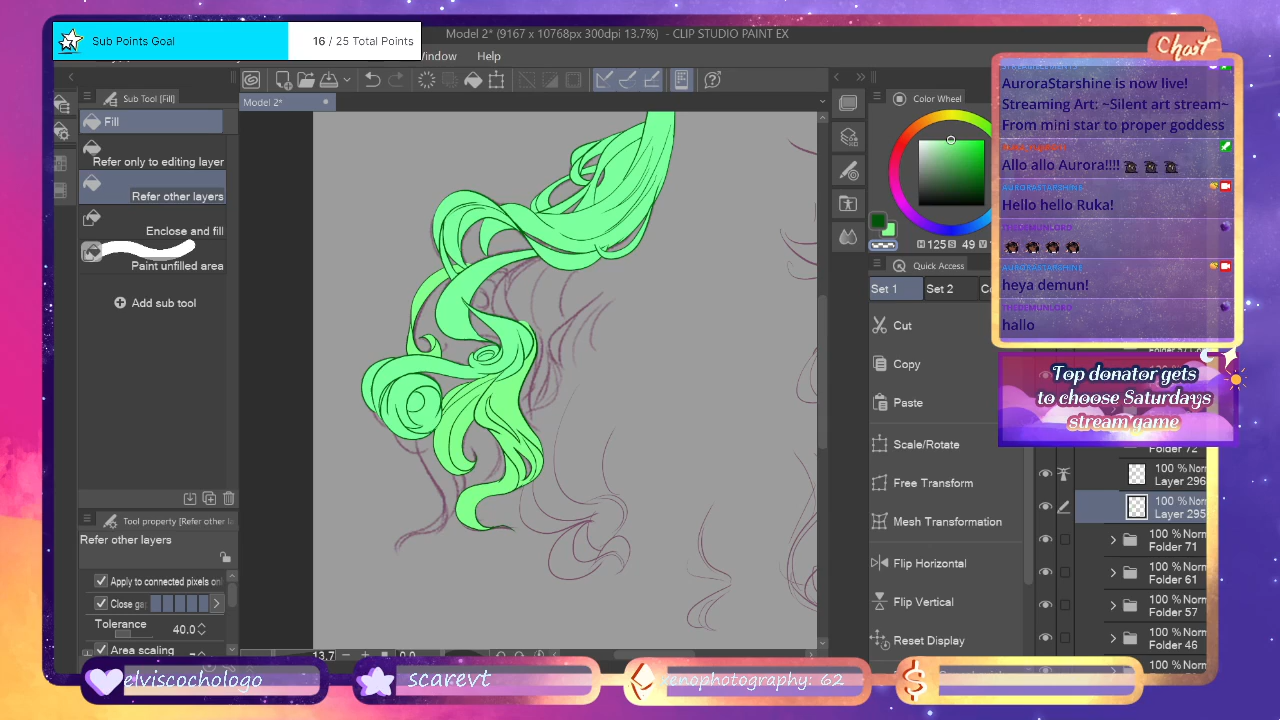 Sub Points Goal
16 / 25 Total Points
Model 2* (9167 x 10768px 300dpi 13.7%) - CLIP STUDIO PAINT EX
Window Help
Chat
Sub Tool [Fill]
Model 2*
Color Wheel
Fill
Refer only to editing layer
Refer other layers
Enclose and fill
Paint unfilled area
Add sub tool
AuroraStarshine is now live!
Streaming Art: ~Silent art stream~
From mini star to proper goddess
Allo allo Aurora!!!!
AURORASTARSHINE
Hello hello Ruka!
THEDEMUNLORD
AURORASTARSHINE
heya demun!
THEDEMUNLORD
hallo
H 125 S 49 V
Quick Access
Set 1 Set 2
Cut
Copy
Paste
Scale/Rotate
Free Transform
Mesh Transformation
Flip Horizontal
Flip Vertical
Reset Display
Top donator gets
to choose Saturdays
stream game
Folder 72
100 % Norm
Layer 296
100 % Norm
Layer 295
100 % Norm
Folder 71
100 % Norm
Folder 61
100 % Norm
Folder 57
100 % Norm
Folder 46
100 % Norm
Tool property [Refer other la
Refer other layers
Apply to connected pixels onl
Close ga
Tolerance 40.0
Area scaling
13.7
0.0
elviscochologo
scarevt
enophotography: 62